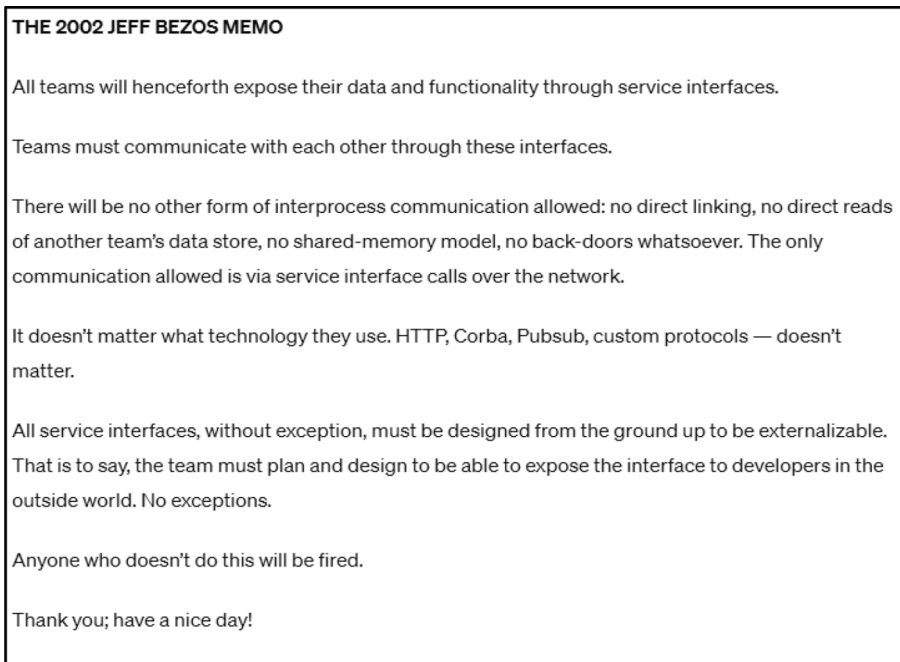 THE 2002 JEFF BEZOS MEMO
All teams will henceforth expose their data and functionality through service interfaces.
Teams must communicate with each other through these interfaces.
There will be no other form of interprocess communication allowed: no direct linking, no direct reads
of another team’s data store, no shared-memory model, no back-doors whatsoever. The only
communication allowed is via service interface calls over the network.
It doesn’t matter what technology they use. HTTP, Corba, Pubsub, custom protocols — doesn’t
matter.
All service interfaces, without exception, must be designed from the ground up to be externalizable.
That is to say, the team must plan and design to be able to expose the interface to developers in the
outside world. No exceptions.
Anyone who doesn’t do this will be fired.
Thank you; have a nice day!